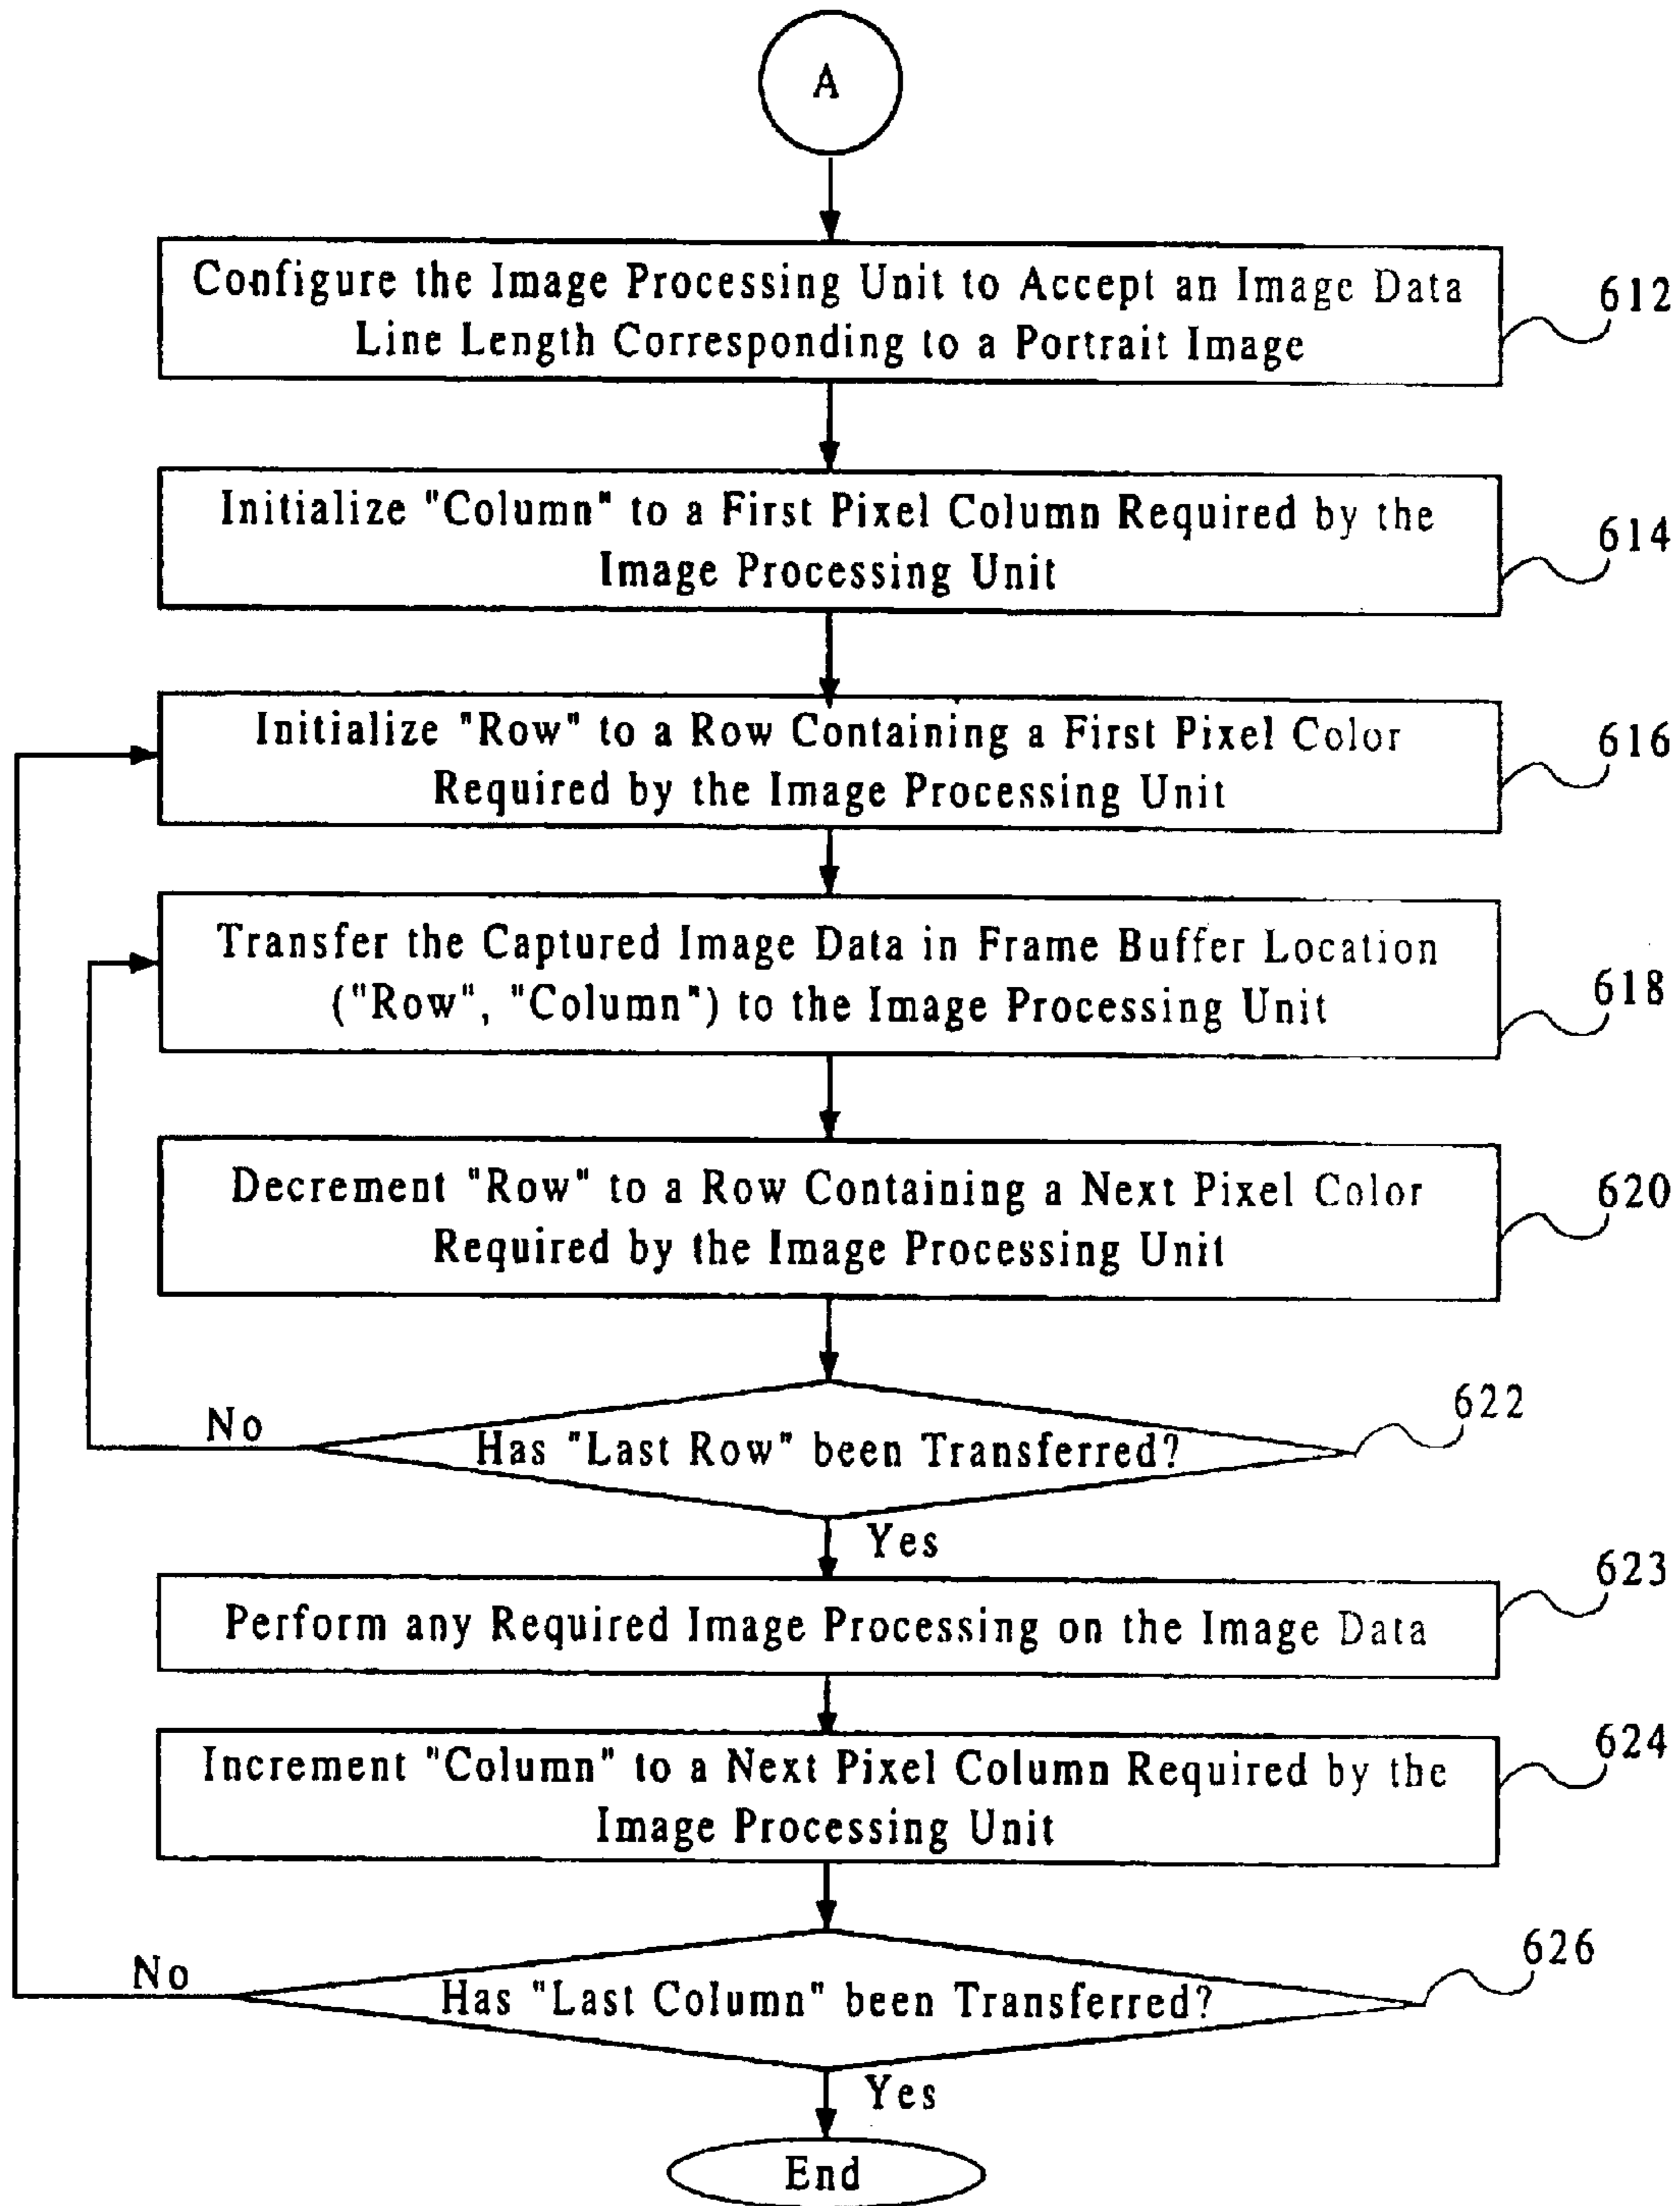 A
Configure the Image Processing Unit to Accept an Image Data
Line Length Corresponding to a Portrait Image
612
Initialize "Column" to a First Pixel Column Required by the
Image Processing Unit
614
Initialize "Row" to a Row Containing a First Pixel Color
Required by the Image Processing Unit
616
Transfer the Captured Image Data in Frame Buffer Location
("Row", "Column") to the Image Processing Unit
618
Decrement "Row" to a Row Containing a Next Pixel Color
Required by the Image Processing Unit
620
No
Has "Last Row" been Transferred?
622
Yes
Perform any Required Image Processing on the Image Data
623
Increment "Column" to a Next Pixel Column Required by the
Image Processing Unit
624
No
Has "Last Column" been Transferred?
626
Yes
End